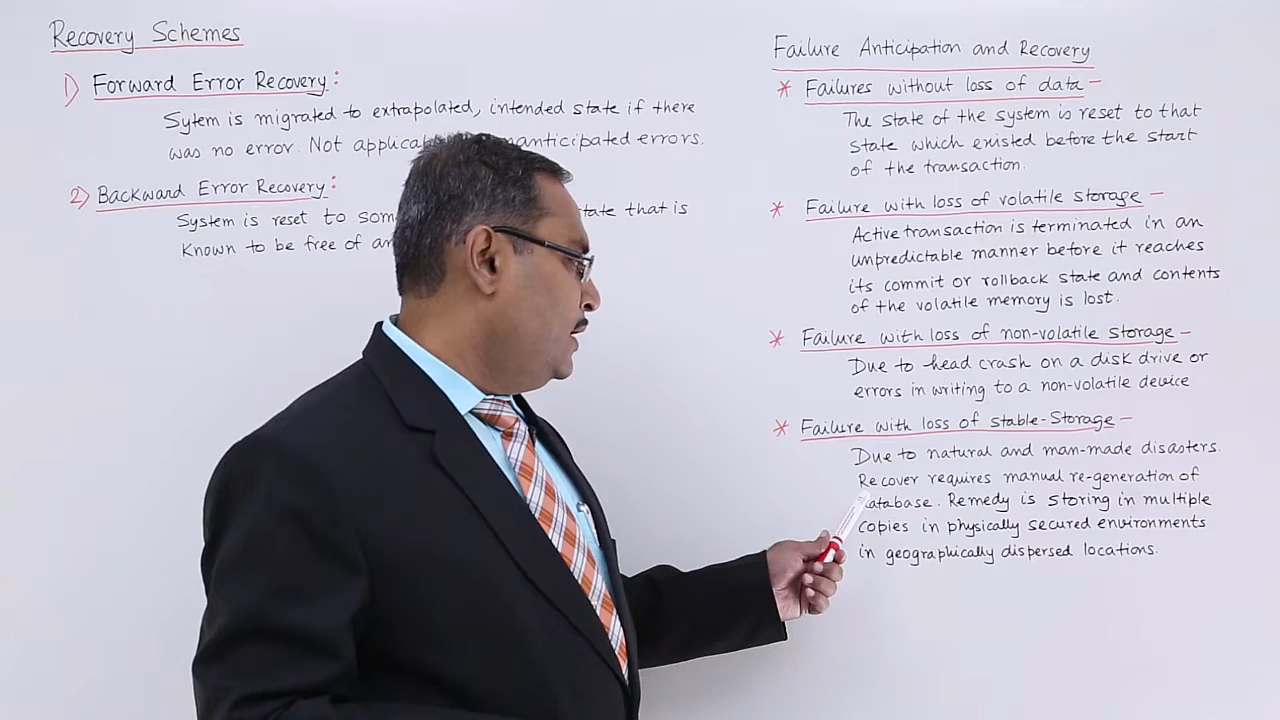 Recovery Schemes
1) Forward Error Recovery:
Sytem is migrated to extrapolated, intended state if there
was no error. Not applicable unanticipated errors.
2) Backward Error Recovery:
System is reset to some state that is
known to be free of
Failure Anticipation and Recovery
* Failures without loss of data -
The state of the system is reset to that
state which existed before the start
of the transaction.
* Failure with loss of volatile storage -
Active transaction is terminated in an
unpredictable manner before it reaches
its commit or rollback state and contents
of the volatile memory is lost.
* Failure with loss of non-volatile storage -
Due to head crash on a disk drive or
errors in writing to a non-volatile device
* Failure with loss of stable-Storage -
Due to natural and man-made disasters.
Recover requires manual re-generation of
database. Remedy is storing in multiple
copies in physically secured environments
in geographically dispersed locations.